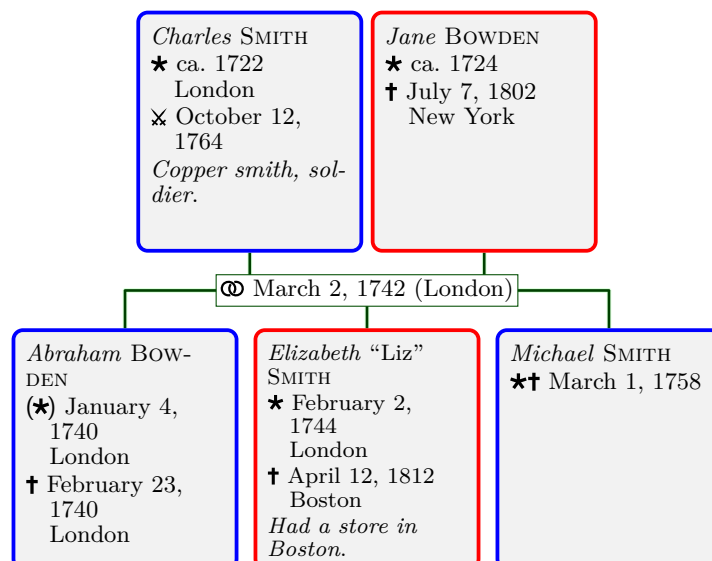 Charles SMITH
★ ca. 1722
London
⚔ October 12,
1764
Copper smith, sol-
dier.
Jane BOWDEN
★ ca. 1724
† July 7, 1802
New York
⚭ March 2, 1742 (London)
Abraham BOW-
DEN
(★) January 4,
1740
London
† February 23,
1740
London
Elizabeth “Liz”
SMITH
★ February 2,
1744
London
† April 12, 1812
Boston
Had a store in
Boston.
Michael SMITH
★† March 1, 1758